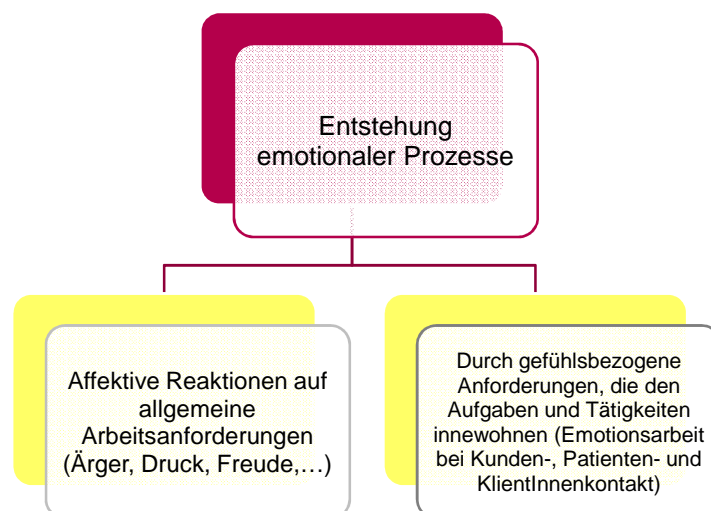 Entstehung
emotionaler Prozesse
Affektive Reaktionen auf
allgemeine
Arbeitsanforderungen
(Ärger, Druck, Freude,…)
Durch gefühlsbezogene
Anforderungen, die den
Aufgaben und Tätigkeiten
innewohnen (Emotionsarbeit
bei Kunden-, Patienten- und
KlientInnenkontakt)